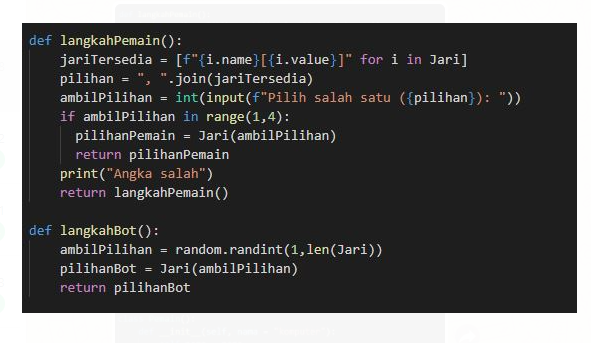 def langkahPemain():
    jariTersedia = [f"{i.name}[{i.value}]" for i in Jari]
    pilihan = ", ".join(jariTersedia)
    ambilPilihan = int(input(f"Pilih salah satu ({pilihan}): "))
    if ambilPilihan in range(1,4):
      pilihanPemain = Jari(ambilPilihan)
      return pilihanPemain
    print("Angka salah")
    return langkahPemain()

def langkahBot():
    ambilPilihan = random.randint(1,len(Jari))
    pilihanBot = Jari(ambilPilihan)
    return pilihanBot